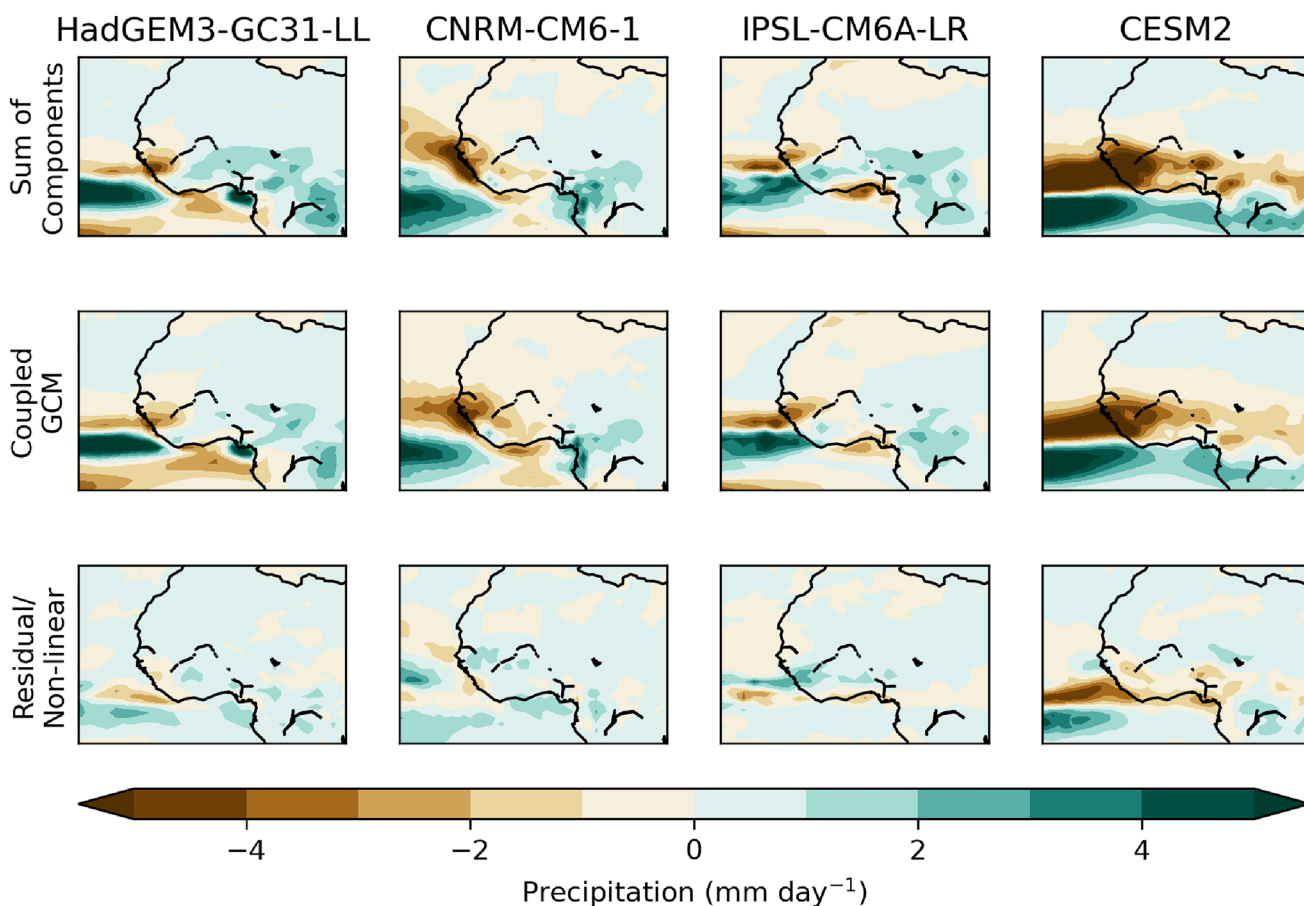 HadGEM3-GC31-LL CNRM-CM6-1 IPSL-CM6A-LR CESM2
Sum of
Components
Coupled
GCM
Residual/
Non-linear
−4 −2 0 2 4
Precipitation (mm day⁻¹)